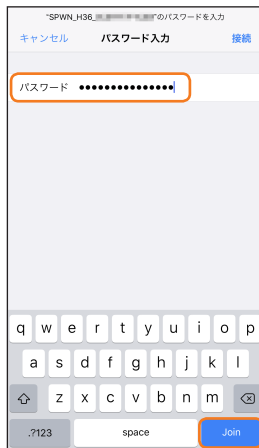 "SPWN_H36_ "のパスワードを入力
キャンセル パスワード入力 接続
パスワード ●●●●●●●●●●●●●●●
q w e r t y u i o p
a s d f g h j k l
z x c v b n m
.?123 space Join